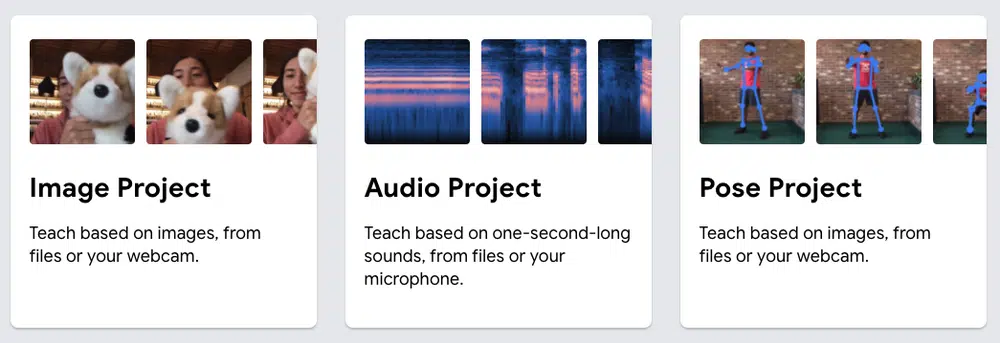 Image Project
Teach based on images, from
files or your webcam.
Audio Project
Teach based on one-second-long
sounds, from files or your
microphone.
Pose Project
Teach based on images, from
files or your webcam.